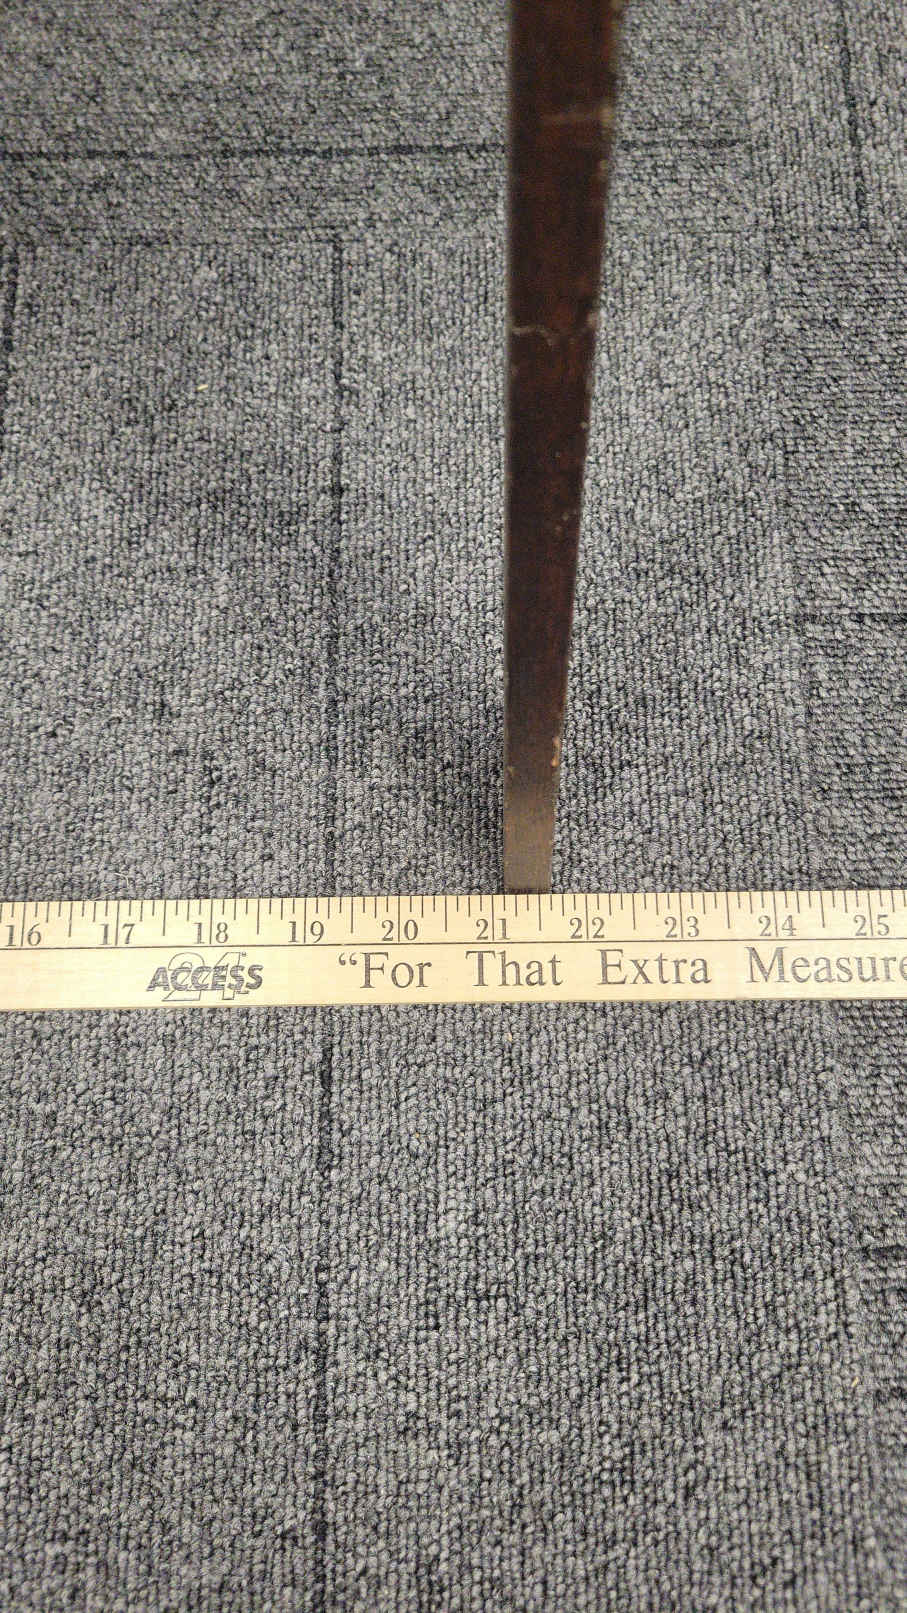 16 17 18 19 20 21 22 23 24 25
ACCESS 24 “For That Extra Measure